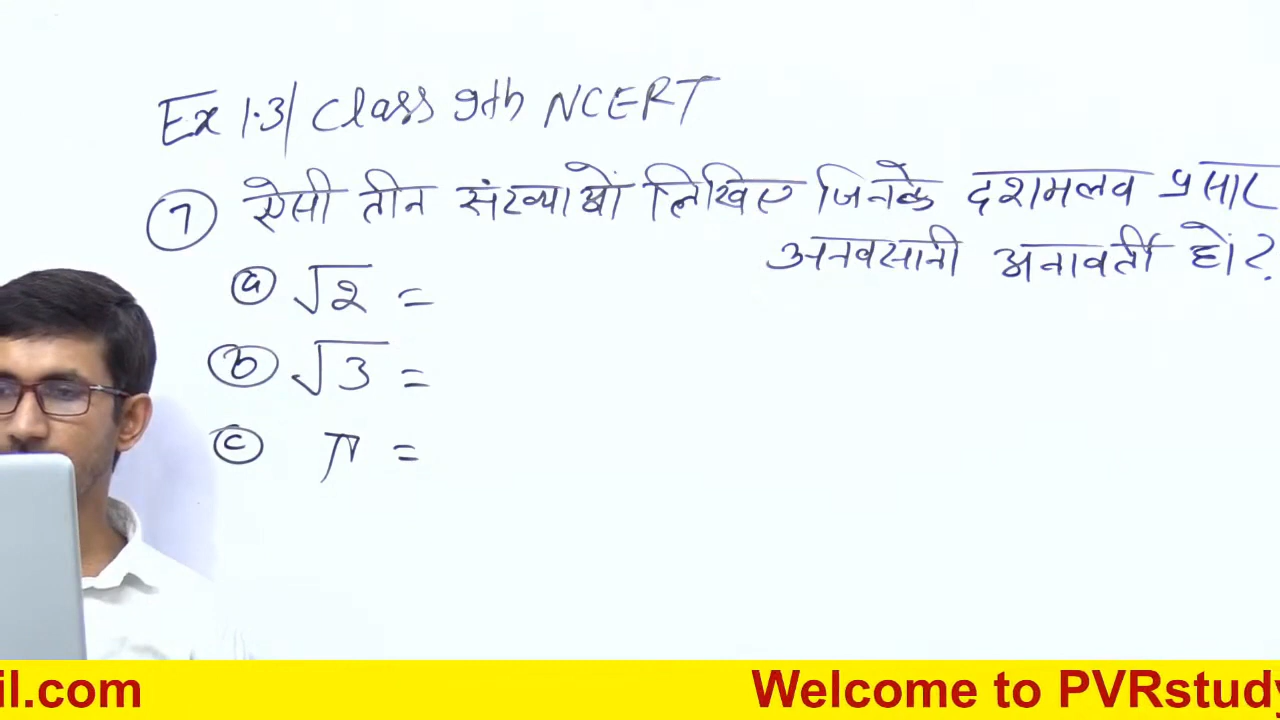 Ex 1.3/ Class 9th NCERT
7 ऐसी तीन संख्याओं लिखिए जिनके दशमलव प्रसार
अनवसानी अनावर्ती हों?
a √2 =
b √3 =
c π =
il.com Welcome to PVRstudy